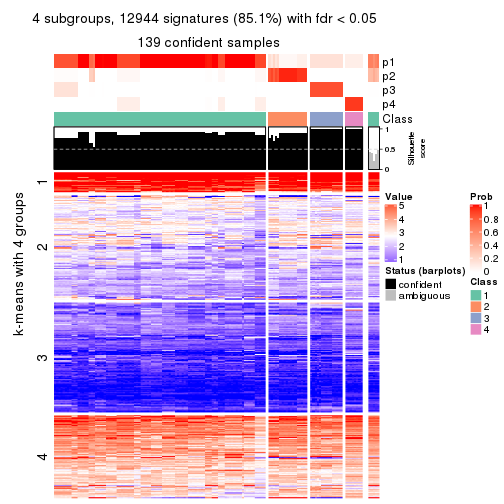 4 subgroups, 12944 signatures (85.1%) with fdr < 0.05
139 confident samples
p1
p2
p3
p4
Class
1
0.5
0
Silhouette
score
k-means with 4 groups
1
2
3
4
Value
5
4
3
2
1
Status (barplots)
confident
ambiguous
Prob
1
0.8
0.6
0.4
0.2
0
Class
1
2
3
4